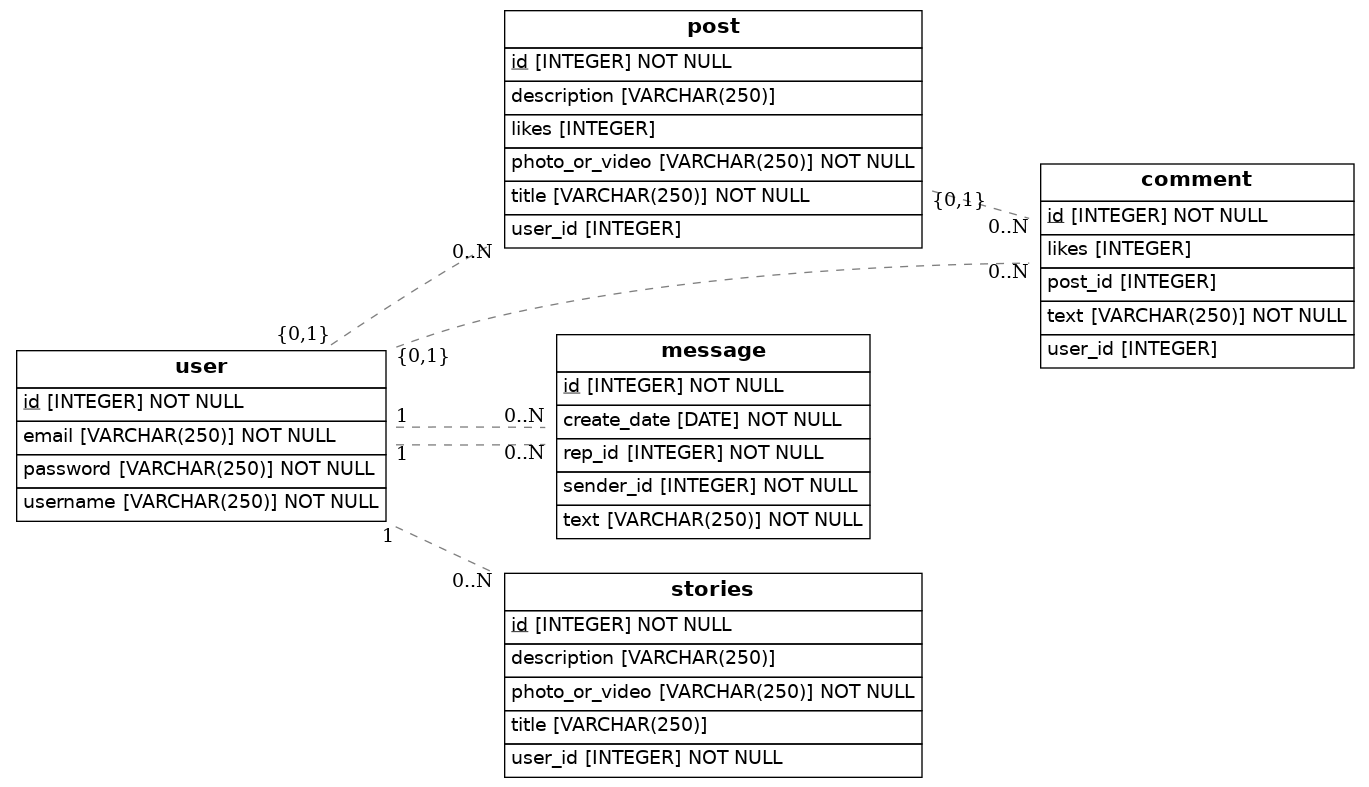 post
id [INTEGER] NOT NULL
description [VARCHAR(250)]
likes [INTEGER]
photo_or_video [VARCHAR(250)] NOT NULL
title [VARCHAR(250)] NOT NULL
user_id [INTEGER]
comment
id [INTEGER] NOT NULL
likes [INTEGER]
post_id [INTEGER]
text [VARCHAR(250)] NOT NULL
user_id [INTEGER]
{0,1}
0..N
0..N
{0,1}
0..N
{0,1}
user
id [INTEGER] NOT NULL
email [VARCHAR(250)] NOT NULL
password [VARCHAR(250)] NOT NULL
username [VARCHAR(250)] NOT NULL
message
id [INTEGER] NOT NULL
create_date [DATE] NOT NULL
rep_id [INTEGER] NOT NULL
sender_id [INTEGER] NOT NULL
text [VARCHAR(250)] NOT NULL
1
0..N
1
0..N
1
0..N
stories
id [INTEGER] NOT NULL
description [VARCHAR(250)]
photo_or_video [VARCHAR(250)] NOT NULL
title [VARCHAR(250)]
user_id [INTEGER] NOT NULL